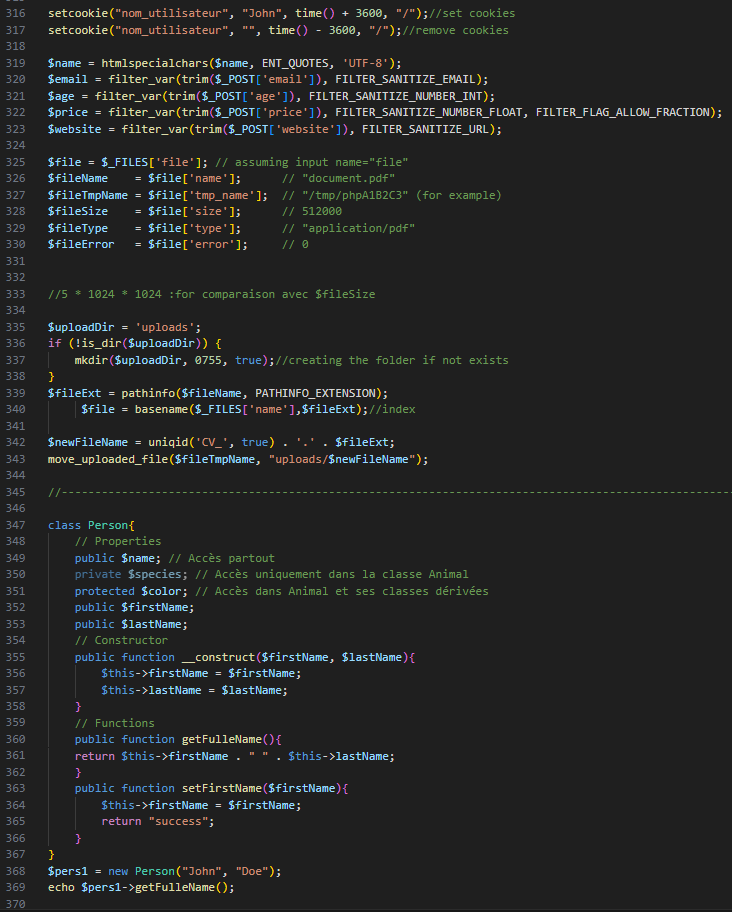 316 setcookie("nom_utilisateur", "John", time() + 3600, "/");//set cookies
317 setcookie("nom_utilisateur", "", time() - 3600, "/");//remove cookies
318
319 $name = htmlspecialchars($name, ENT_QUOTES, 'UTF-8');
320 $email = filter_var(trim($_POST['email']), FILTER_SANITIZE_EMAIL);
321 $age = filter_var(trim($_POST['age']), FILTER_SANITIZE_NUMBER_INT);
322 $price = filter_var(trim($_POST['price']), FILTER_SANITIZE_NUMBER_FLOAT, FILTER_FLAG_ALLOW_FRACTION);
323 $website = filter_var(trim($_POST['website']), FILTER_SANITIZE_URL);
324
325 $file = $_FILES['file']; // assuming input name="file"
326 $fileName    = $file['name'];      // "document.pdf"
327 $fileTmpName = $file['tmp_name'];  // "/tmp/phpA1B2C3" (for example)
328 $fileSize    = $file['size'];      // 512000
329 $fileType    = $file['type'];      // "application/pdf"
330 $fileError   = $file['error'];     // 0
331
332
333 //5 * 1024 * 1024 :for comparaison avec $fileSize
334
335 $uploadDir = 'uploads';
336 if (!is_dir($uploadDir)) {
337     mkdir($uploadDir, 0755, true);//creating the folder if not exists
338 }
339 $fileExt = pathinfo($fileName, PATHINFO_EXTENSION);
340      $file = basename($_FILES['name'],$fileExt);//index
341
342 $newFileName = uniqid('CV_', true) . '.' . $fileExt;
343 move_uploaded_file($fileTmpName, "uploads/$newFileName");
344
345 //----------------------------------------------------------------------------------------------------
346
347 class Person{
348     // Properties
349     public $name; // Accès partout
350     private $species; // Accès uniquement dans la classe Animal
351     protected $color; // Accès dans Animal et ses classes dérivées
352     public $firstName;
353     public $lastName;
354     // Constructor
355     public function __construct($firstName, $lastName){
356         $this->firstName = $firstName;
357         $this->lastName = $lastName;
358     }
359     // Functions
360     public function getFulleName(){
361     return $this->firstName . " " . $this->lastName;
362     }
363     public function setFirstName($firstName){
364         $this->firstName = $firstName;
365         return "success";
366     }
367 }
368 $pers1 = new Person("John", "Doe");
369 echo $pers1->getFulleName();
370